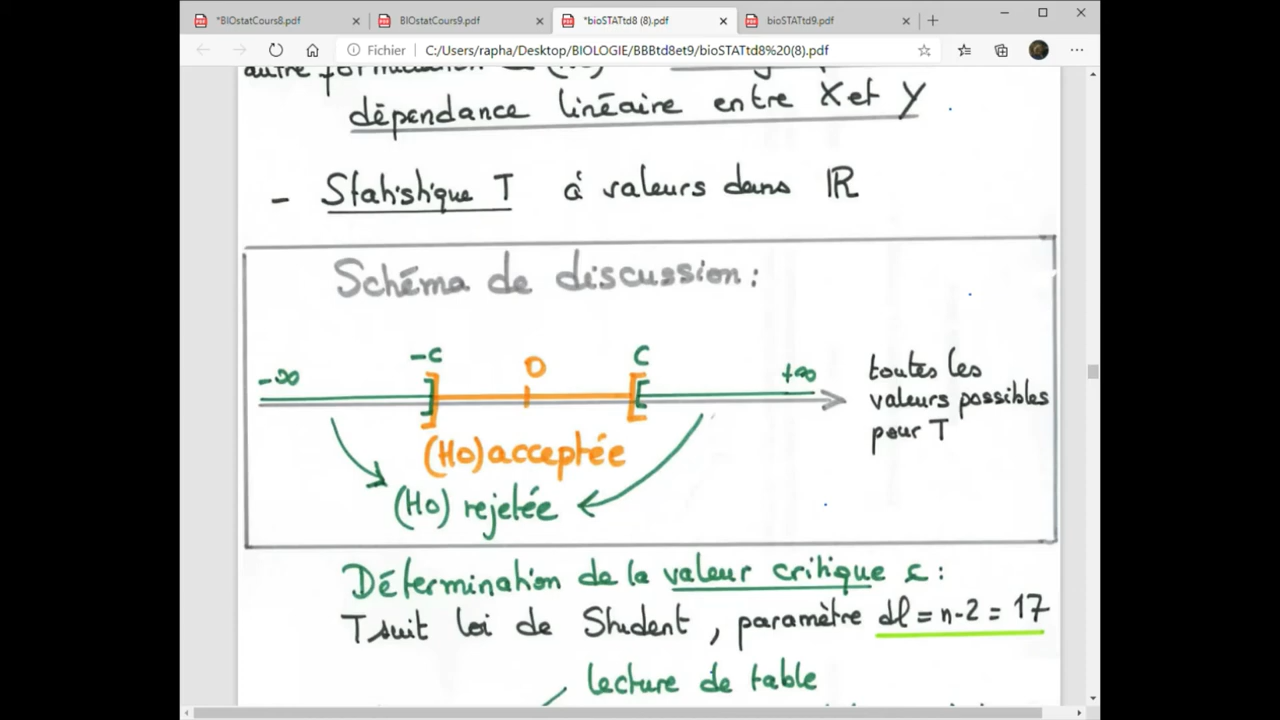 *BIOstatCours8.pdf
BIOstatCours9.pdf
*bioSTATtd8 (8).pdf
bioSTATtd9.pdf
Fichier
C:/Users/rapha/Desktop/BIOLOGIE/BBBtd8et9/bioSTATtd8%20(8).pdf
dépendance linéaire entre X et Y
- Statistique T à valeurs dans ℝ
Schéma de discussion :
-∞ -c 0 c +∞
toutes les
valeurs possibles
pour T
(H0) acceptée
(H0) rejetée
Détermination de la valeur critique c :
T suit loi de Student , paramètre dl = n-2 = 17
lecture de table